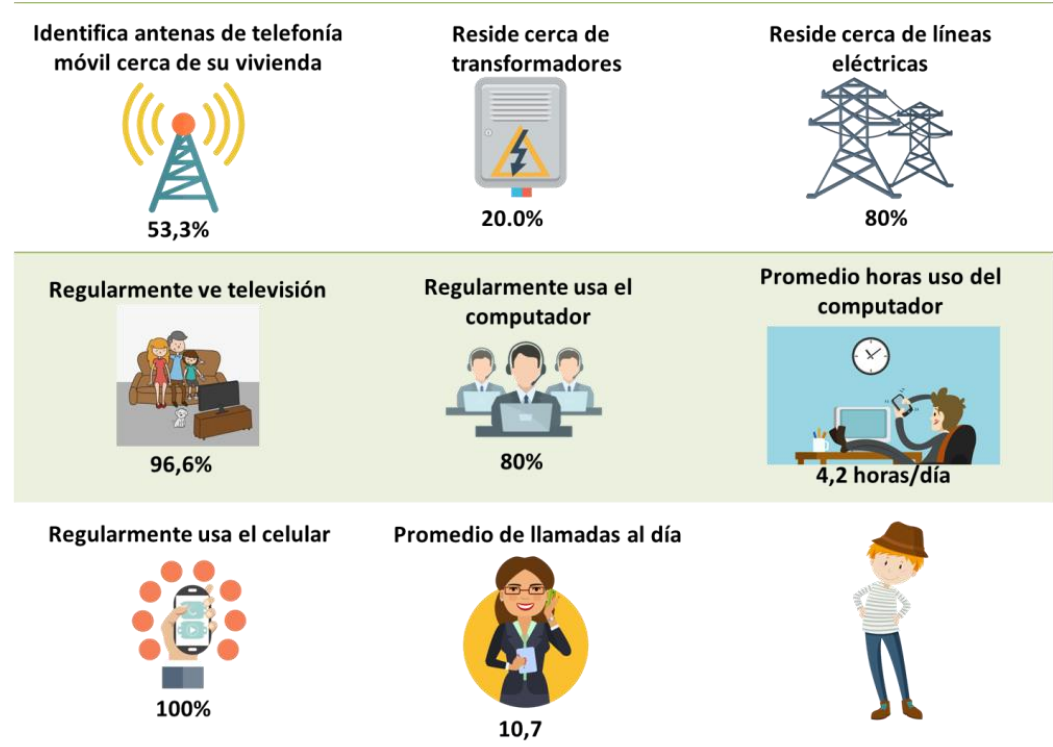 Identifica antenas de telefonía
móvil cerca de su vivienda
53,3%
Reside cerca de
transformadores
20.0%
Reside cerca de líneas
eléctricas
80%
Regularmente ve televisión
96,6%
Regularmente usa el
computador
80%
Promedio horas uso del
computador
4,2 horas/día
Regularmente usa el celular
100%
Promedio de llamadas al día
10,7